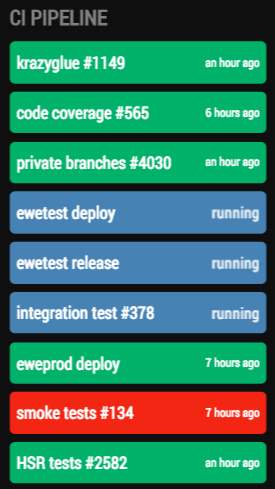 CI PIPELINE
krazyglue #1149 an hour ago
code coverage #565 6 hours ago
private branches #4030 an hour ago
ewetest deploy running
ewetest release running
integration test #378 running
eweprod deploy 7 hours ago
smoke tests #134 7 hours ago
HSR tests #2582 an hour ago